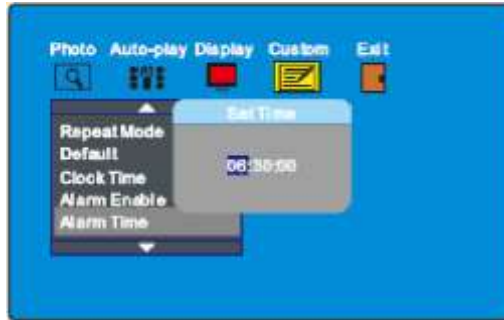 Photo Auto-play Display Custom Exit
Set Time
Repeat Mode
Default
Clock Time
Alarm Enable
Alarm Time
06:30:00